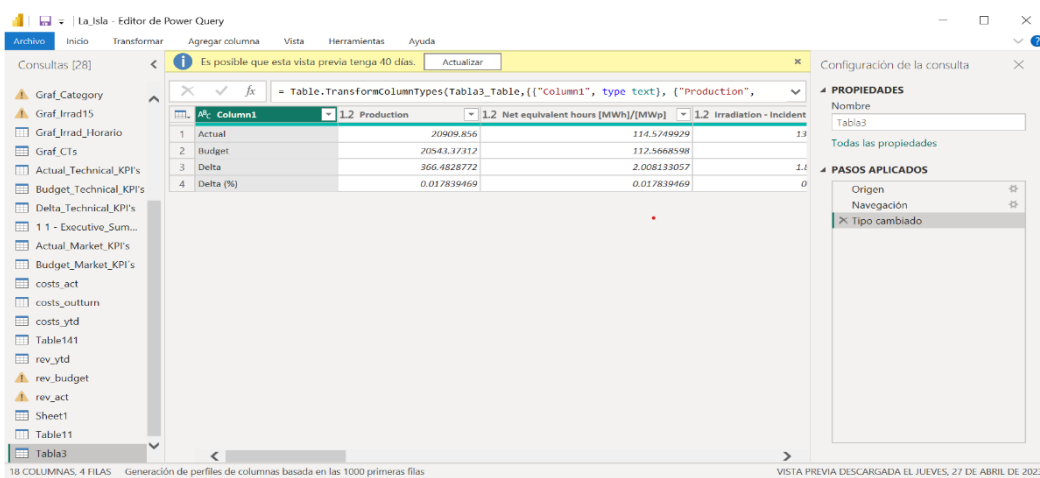 La_Isla - Editor de Power Query
Archivo Inicio Transformar Agregar columna Vista Herramientas Ayuda
Consultas [28]
Graf_Category
Graf_Irrad15
Graf_Irrad_Horario
Graf_CTs
Actual_Technical_KPI's
Budget_Technical_KPI's
Delta_Technical_KPI's
1 1 - Executive_Sum...
Actual_Market_KPI's
Budget_Market_KPI´s
costs_act
costs_outturn
costs_ytd
Table141
rev_ytd
rev_budget
rev_act
Sheet1
Table11
Tabla3
Es posible que esta vista previa tenga 40 días. Actualizar
fx = Table.TransformColumnTypes(Tabla3_Table,{{"Column1", type text}, {"Production",
ABC Column1 1.2 Production 1.2 Net equivalent hours [MWh]/[MWp] 1.2 Irradiation - Incident
1 Actual 20909.856 114.5749929 13
2 Budget 20543.37312 112.5668598
3 Delta 366.4828772 2.008133057 1.8
4 Delta (%) 0.017839469 0.017839469 0
Configuración de la consulta
PROPIEDADES
Nombre
Tabla3
Todas las propiedades
PASOS APLICADOS
Origen
Navegación
Tipo cambiado
18 COLUMNAS, 4 FILAS Generación de perfiles de columnas basada en las 1000 primeras filas
VISTA PREVIA DESCARGADA EL JUEVES, 27 DE ABRIL DE 2023